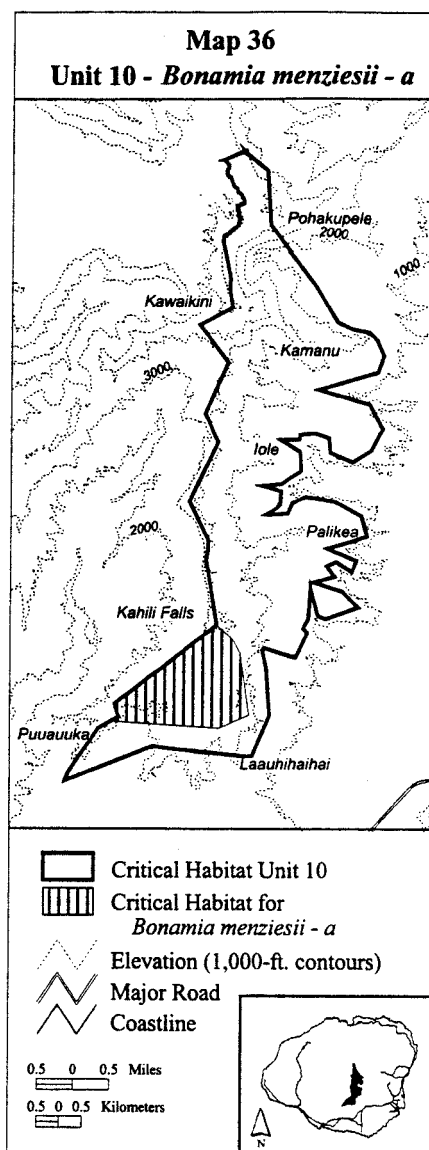 Map 36
Unit 10 - Bonamia menziesii - a
Pohakupele
2000
1000
Kawaikini
Kamanu
3000
Iole
2000
Palikea
Kahili Falls
Puuauuka
Laauhihaihai
Critical Habitat Unit 10
Critical Habitat for
Bonamia menziesii - a
Elevation (1,000-ft. contours)
Major Road
Coastline
0.5 0 0.5 Miles
0.5 0 0.5 Kilometers
N